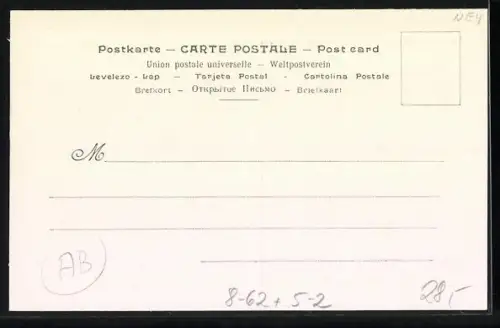 NEY
Postkarte — CARTE POSTALE — Post card
Union postale universelle — Weltpostverein
Levelezo - Lap — Tarjeta Postal - Cartolina Postale
Brefkort - Открытое Письмо - Briefkaart
M
AB
8-62 + 5-2
28,-